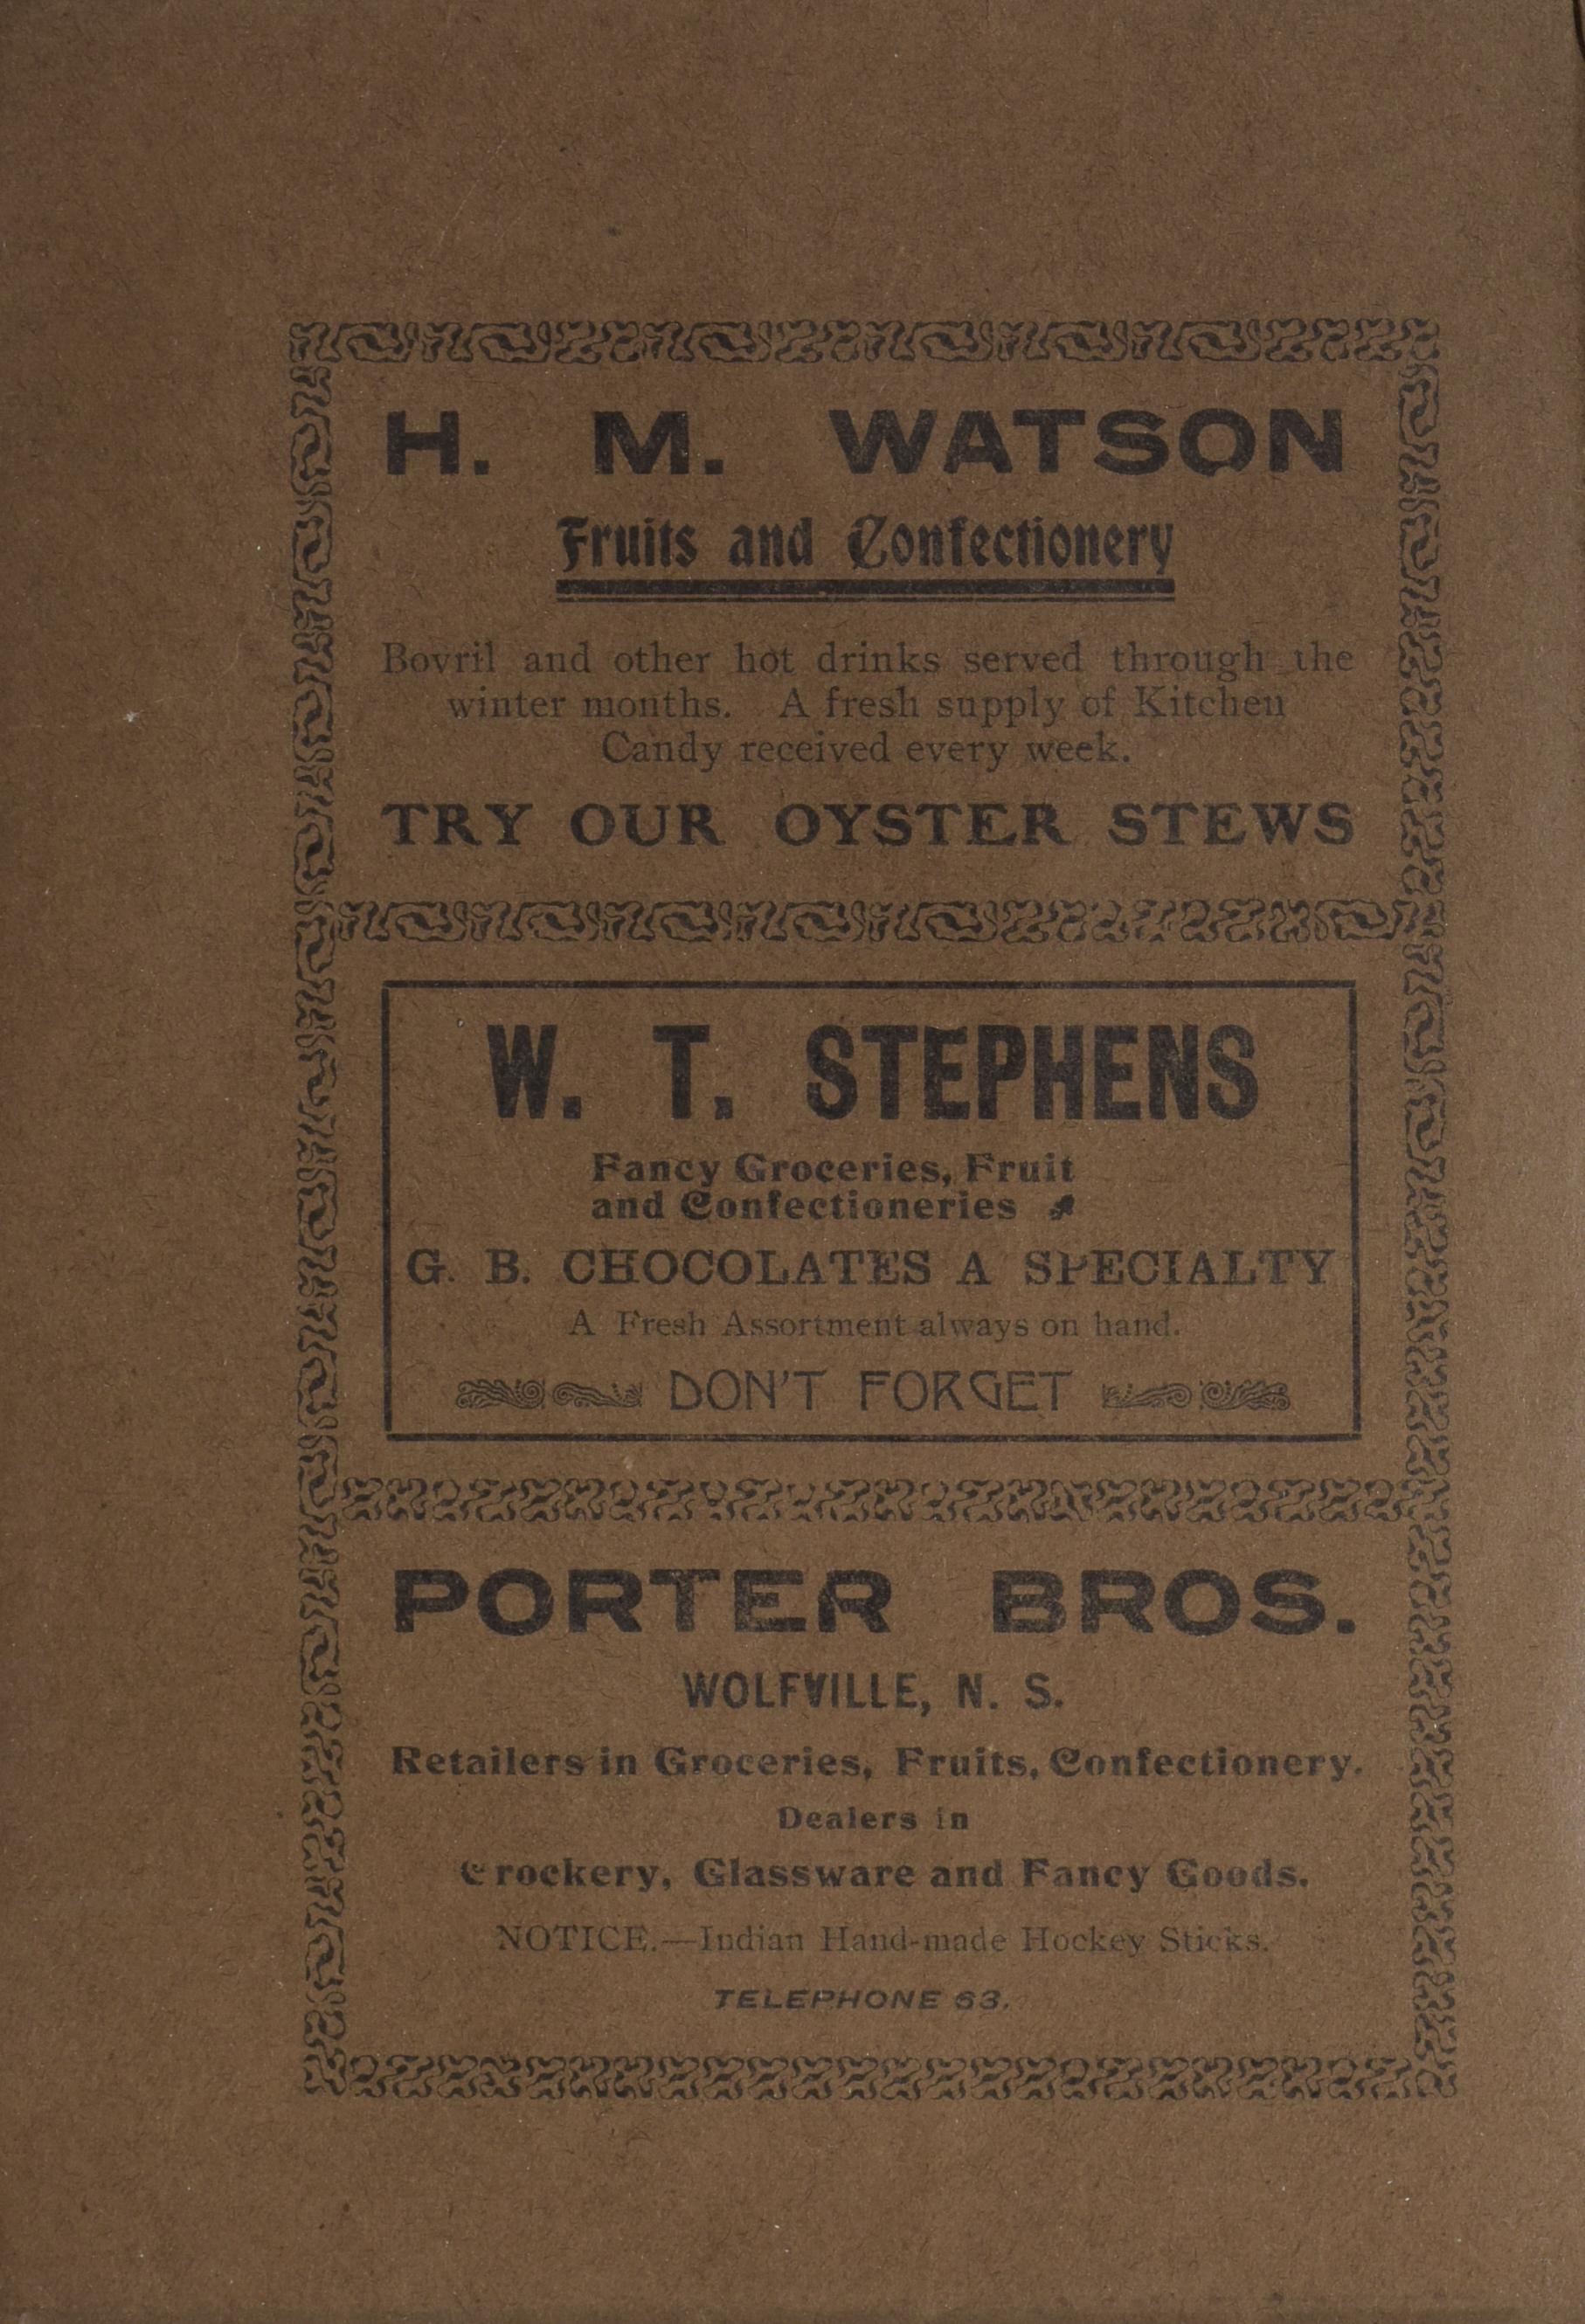 H. M. WATSON
Fruits and Confectionery
Bovril and other hot drinks served through the
winter months. A fresh supply of Kitchen
Candy received every week.
TRY OUR OYSTER STEWS
W. T. STEPHENS
Fancy Groceries, Fruit
and Confectioneries
G. B. CHOCOLATES A SPECIALTY
A Fresh Assortment always on hand.
DON'T FORGET
PORTER BROS.
WOLFVILLE, N. S.
Retailers in Groceries, Fruits, Confectionery.
Dealers in
Crockery, Glassware and Fancy Goods.
NOTICE.—Indian Hand-made Hockey Sticks.
TELEPHONE 63.